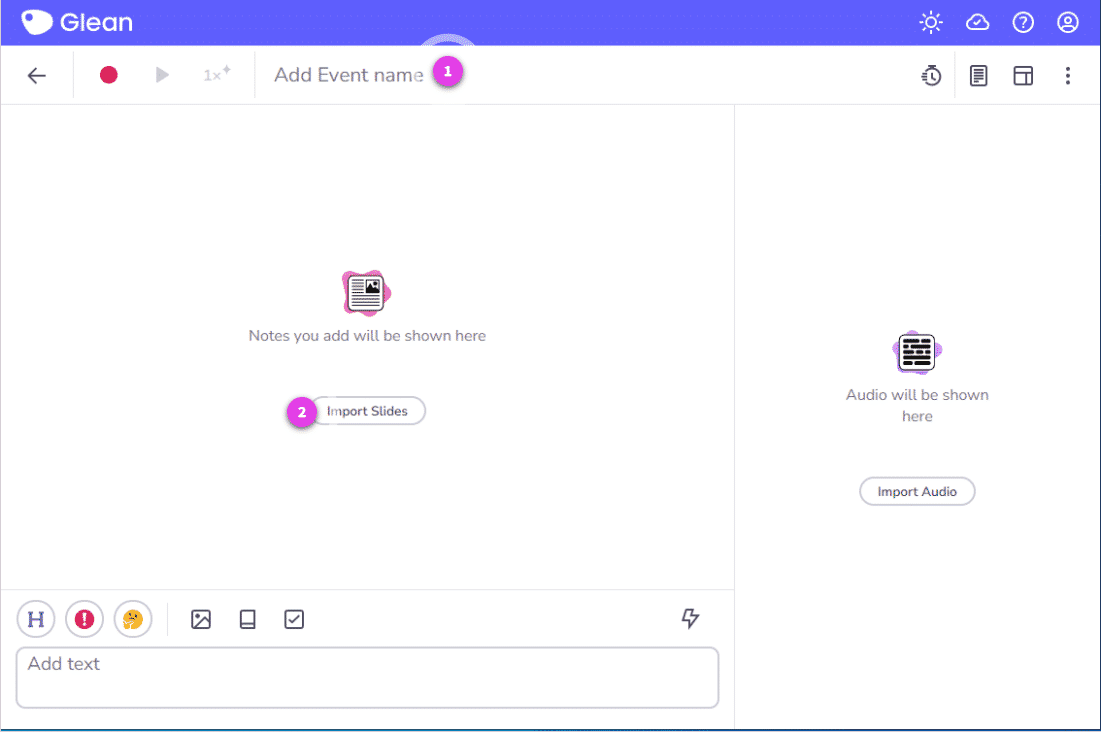 Glean
1×
Add Event name
1
Notes you add will be shown here
2
Import Slides
Audio will be shown
here
Import Audio
H
Add text